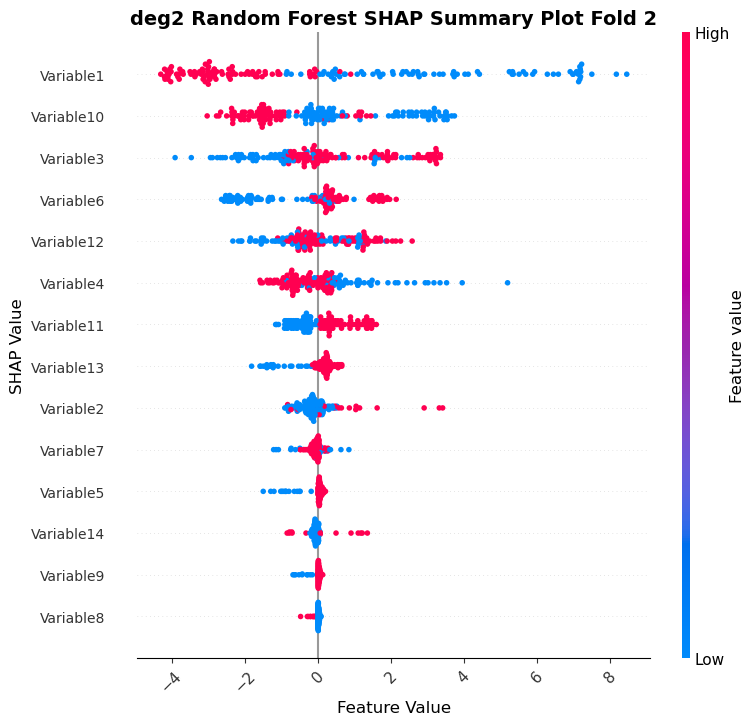 deg2 Random Forest SHAP Summary Plot Fold 2
High
Variable1
Variable10
Variable3
Variable6
Variable12
Variable4
Variable11
Variable13
Variable2
Variable7
Variable5
Variable14
Variable9
Variable8
SHAP Value
Feature value
Low
−4
−2
0
2
4
6
8
Feature Value